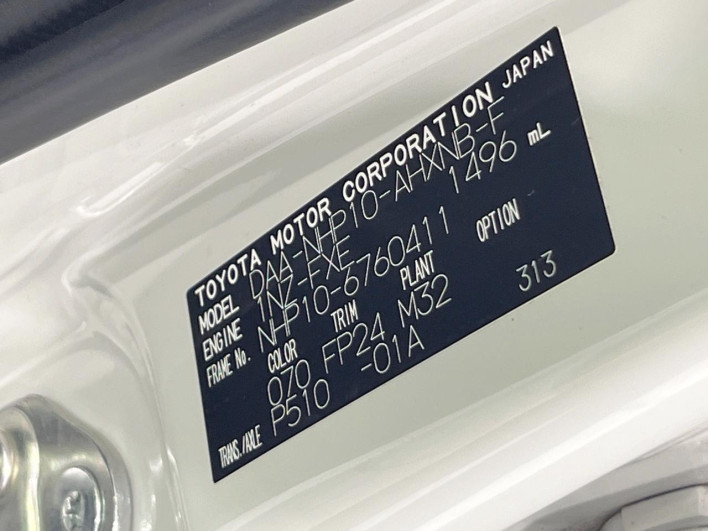 TOYOTA MOTOR CORPORATION JAPAN
MODEL DAA-NHP10-AHXNB-F
ENGINE 1NZ-FXE 1496 mL
FRAME No. NHP10-6760411
COLOR TRIM PLANT OPTION
070 FP24 M32 313
TRANS./AXLE P510 -01A